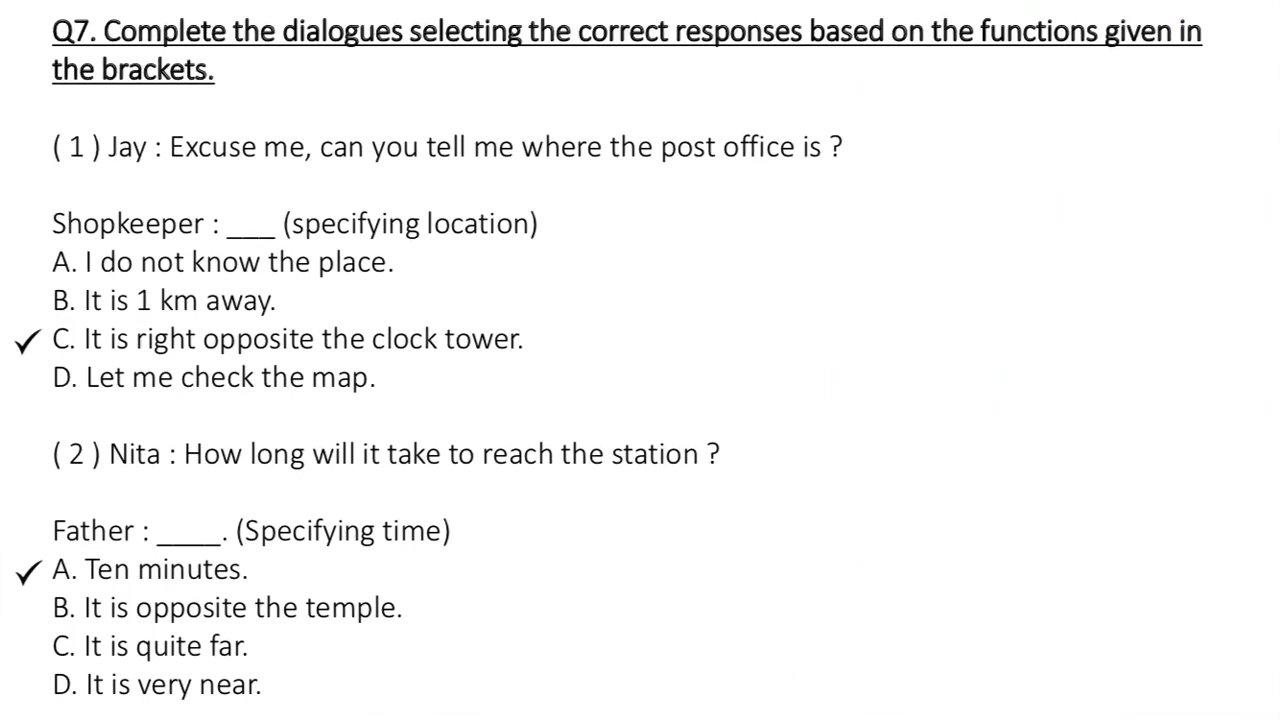 Q7. Complete the dialogues selecting the correct responses based on the functions given in
the brackets.
( 1 ) Jay : Excuse me, can you tell me where the post office is ?
Shopkeeper : ___ (specifying location)
A. I do not know the place.
B. It is 1 km away.
✓ C. It is right opposite the clock tower.
D. Let me check the map.
( 2 ) Nita : How long will it take to reach the station ?
Father : ____. (Specifying time)
✓ A. Ten minutes.
B. It is opposite the temple.
C. It is quite far.
D. It is very near.